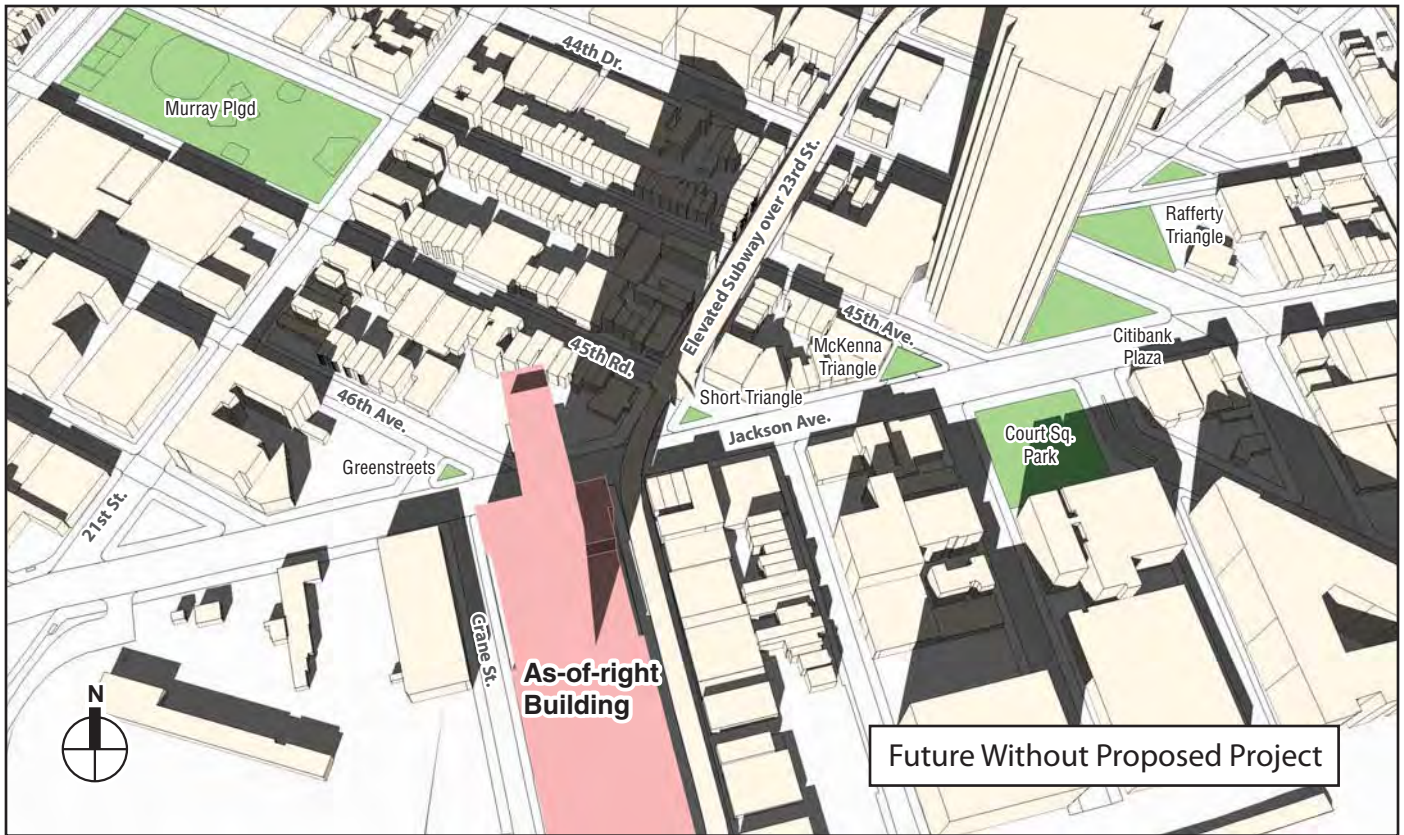 44th Dr.
Murray Plgd
Elevated Subway over 23rd St.
Rafferty
Triangle
45th Ave.
Citibank
Plaza
McKenna
Triangle
45th Rd.
Short Triangle
46th Ave.
Jackson Ave.
Court Sq.
Park
Greenstreets
21st St.
Crane St.
As-of-right
Building
N
Future Without Proposed Project